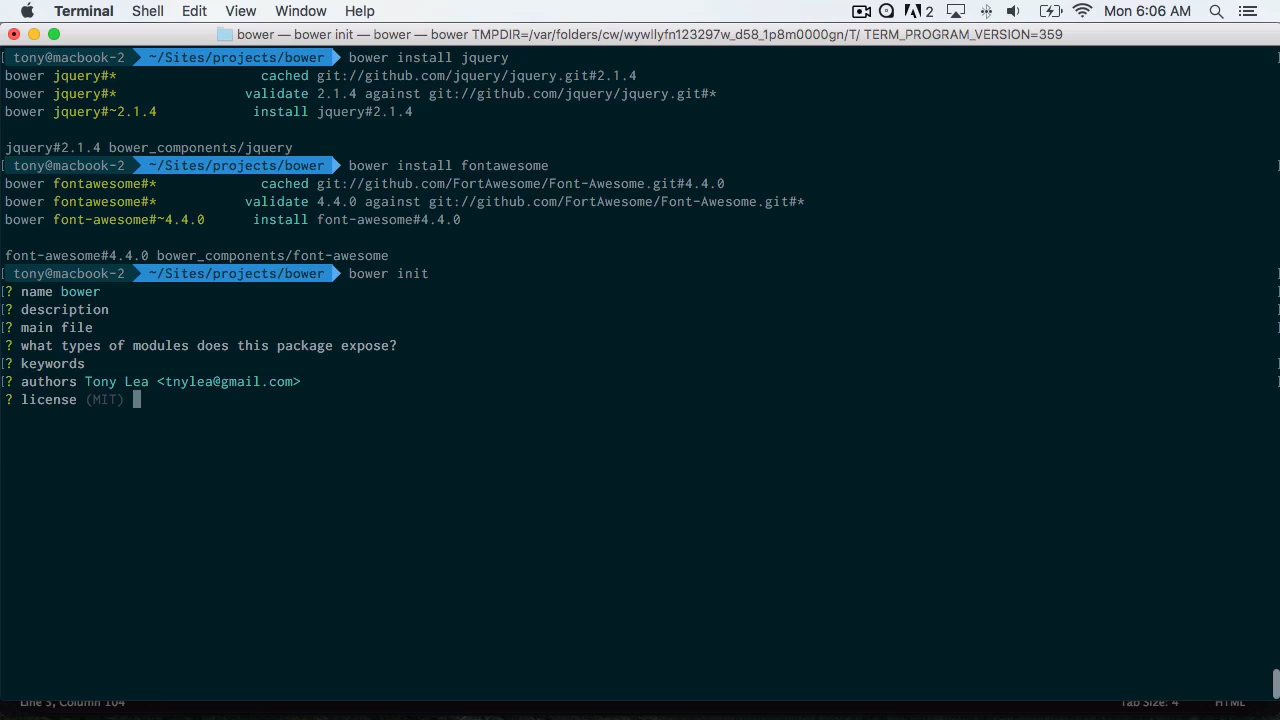 Terminal Shell Edit View Window Help 2 Mon 6:06 AM
bower — bower init — bower — bower TMPDIR=/var/folders/cw/wywllyfn123297w_d58_1p8m0000gn/T/ TERM_PROGRAM_VERSION=359
[ tony@macbook-2 ~/Sites/projects/bower bower install jquery ]
bower jquery#* cached git://github.com/jquery/jquery.git#2.1.4
bower jquery#* validate 2.1.4 against git://github.com/jquery/jquery.git#*
bower jquery#~2.1.4 install jquery#2.1.4
jquery#2.1.4 bower_components/jquery
[ tony@macbook-2 ~/Sites/projects/bower bower install fontawesome ]
bower fontawesome#* cached git://github.com/FortAwesome/Font-Awesome.git#4.4.0
bower fontawesome#* validate 4.4.0 against git://github.com/FortAwesome/Font-Awesome.git#*
bower font-awesome#~4.4.0 install font-awesome#4.4.0
font-awesome#4.4.0 bower_components/font-awesome
[ tony@macbook-2 ~/Sites/projects/bower bower init ]
[? name bower ]
[? description ]
[? main file ]
? what types of modules does this package expose?
[? keywords ]
[? authors Tony Lea <tnylea@gmail.com> ]
? license (MIT)
Line 5, Column 104 Tab Size: 4 HTML